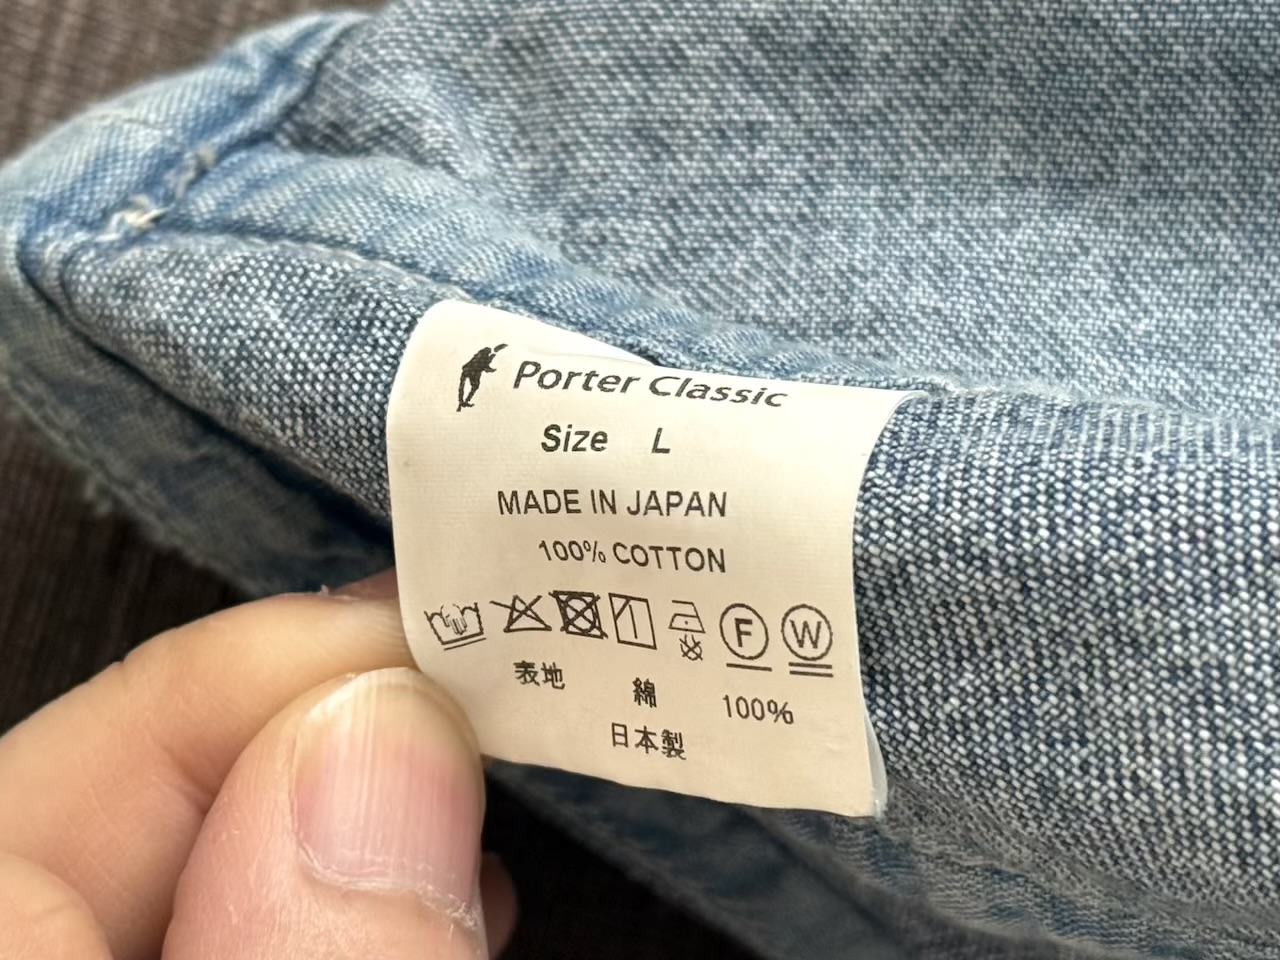 Porter Classic
Size L
MADE IN JAPAN
100% COTTON
F W
表地 綿 100%
日本製